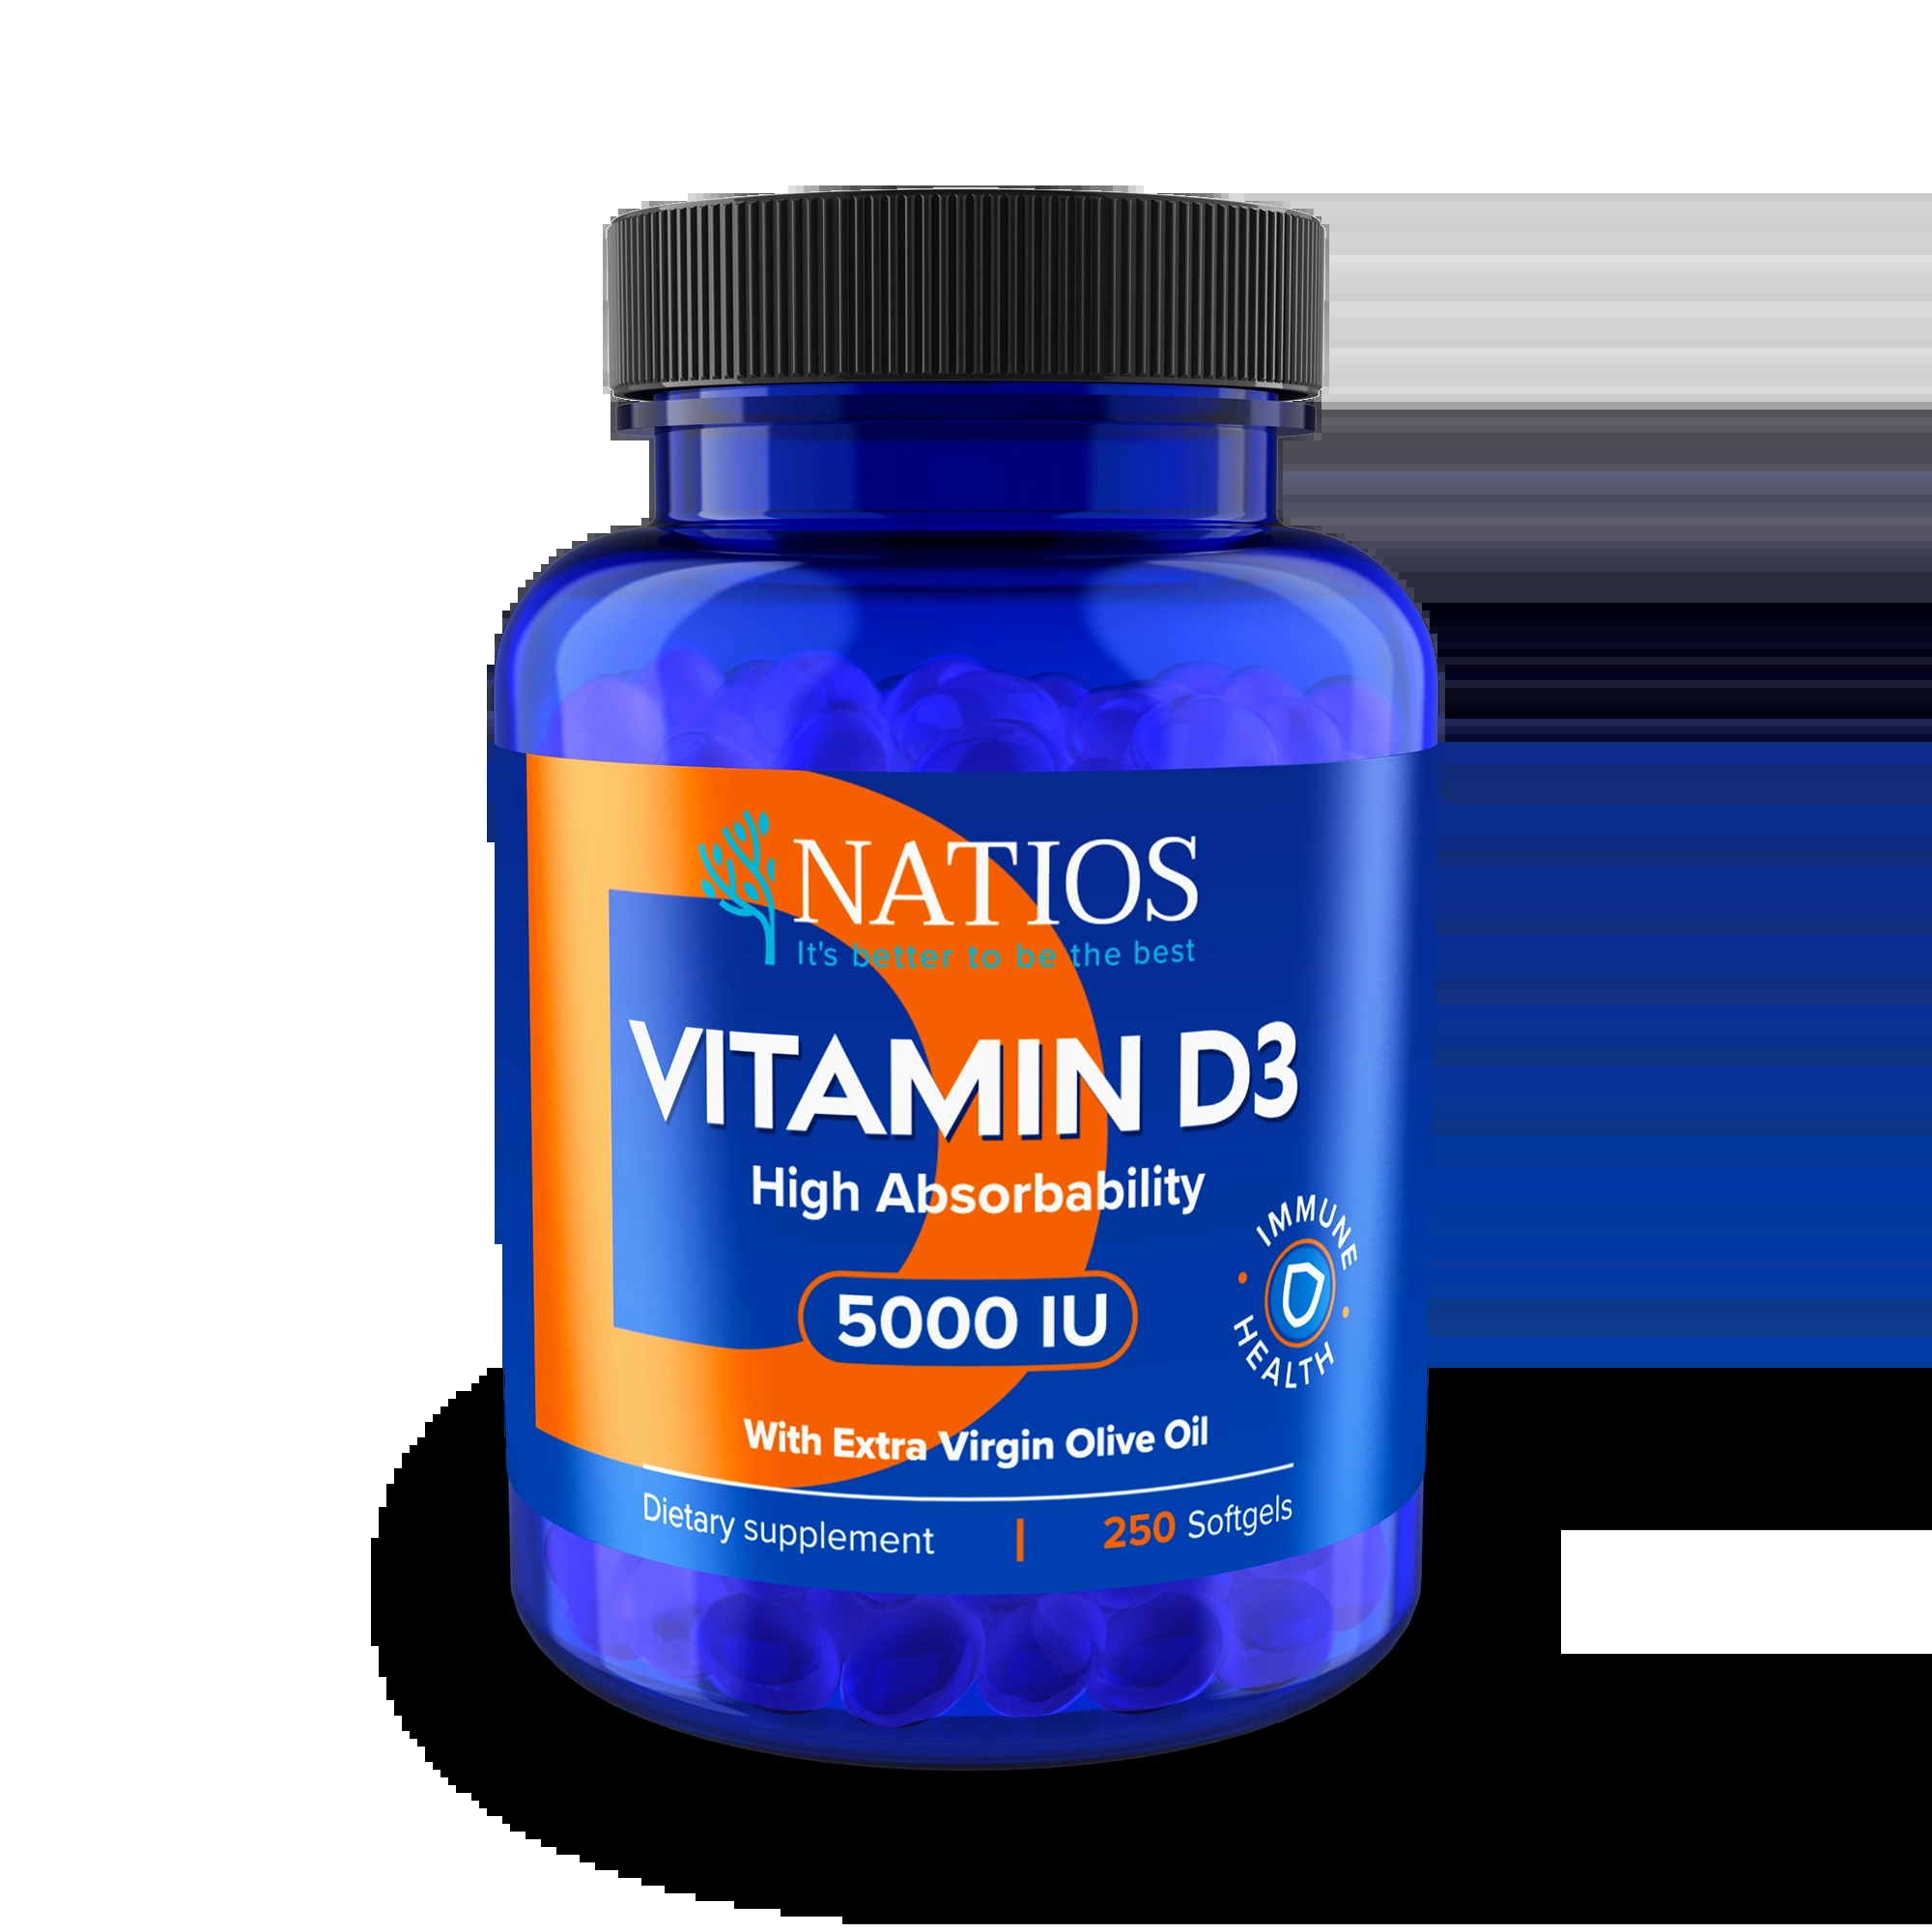 NATIOS
It's better to be the best
VITAMIN D3
High Absorbability
5000 IU
IMMUNE
HEALTH
With Extra Virgin Olive Oil
Dietary supplement | 250 Softgels